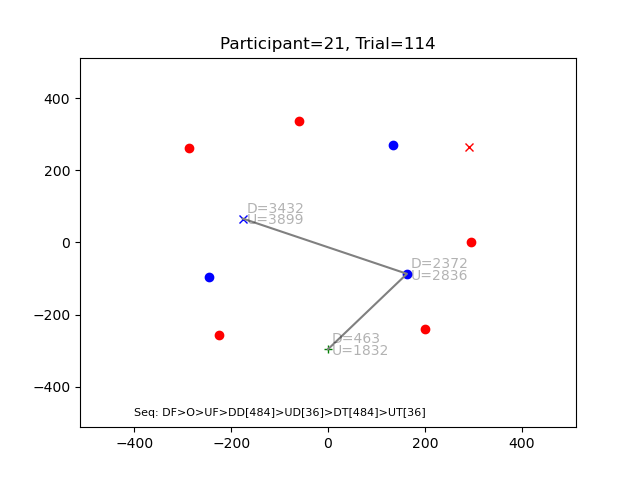 Participant=21, Trial=114
400
200
0
−200
−400
D=3432
U=3899
D=2372
U=2836
D=463
U=1832
Seq: DF>O>UF>DD[484]>UD[36]>DT[484]>UT[36]
−400 −200 0 200 400